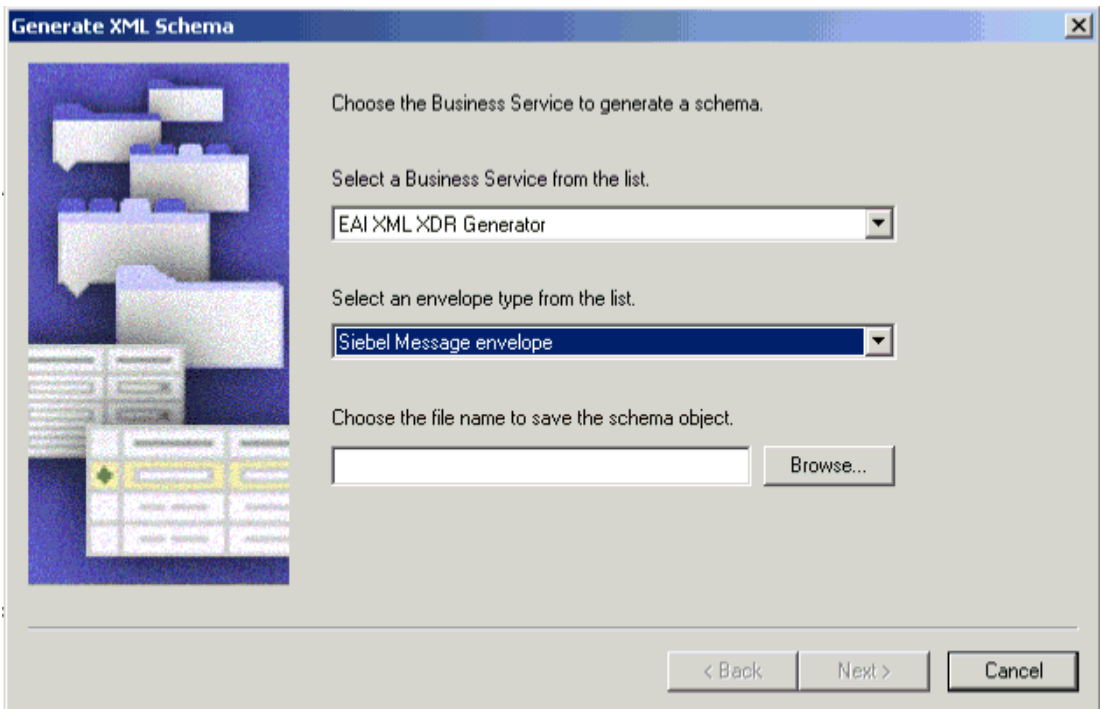 Generate XML Schema
Choose the Business Service to generate a schema.
Select a Business Service from the list.
EAI XML XDR Generator
Select an envelope type from the list.
Siebel Message envelope
Choose the file name to save the schema object.
Browse...
< Back
Next >
Cancel